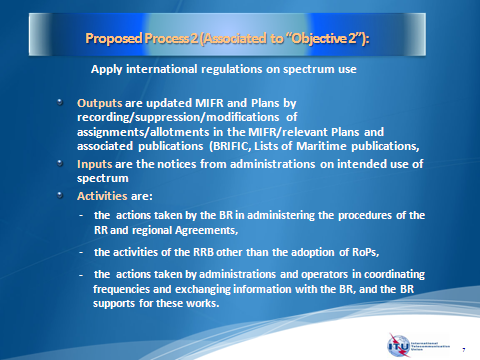 Proposed Process 2 (Associated to “Objective 2”):
Apply international regulations on spectrum use
Outputs are updated MIFR and Plans by
recording/suppression/modifications of
assignments/allotments in the MIFR/relevant Plans and
associated publications (BRIFIC, Lists of Maritime publications,
Inputs are the notices from administrations on intended use of
spectrum
Activities are:
- the actions taken by the BR in administering the procedures of the
RR and regional Agreements,
- the activities of the RRB other than the adoption of RoPs,
- the actions taken by administrations and operators in coordinating
frequencies and exchanging information with the BR, and the BR
supports for these works.
ITU
International
Telecommunication
Union
7